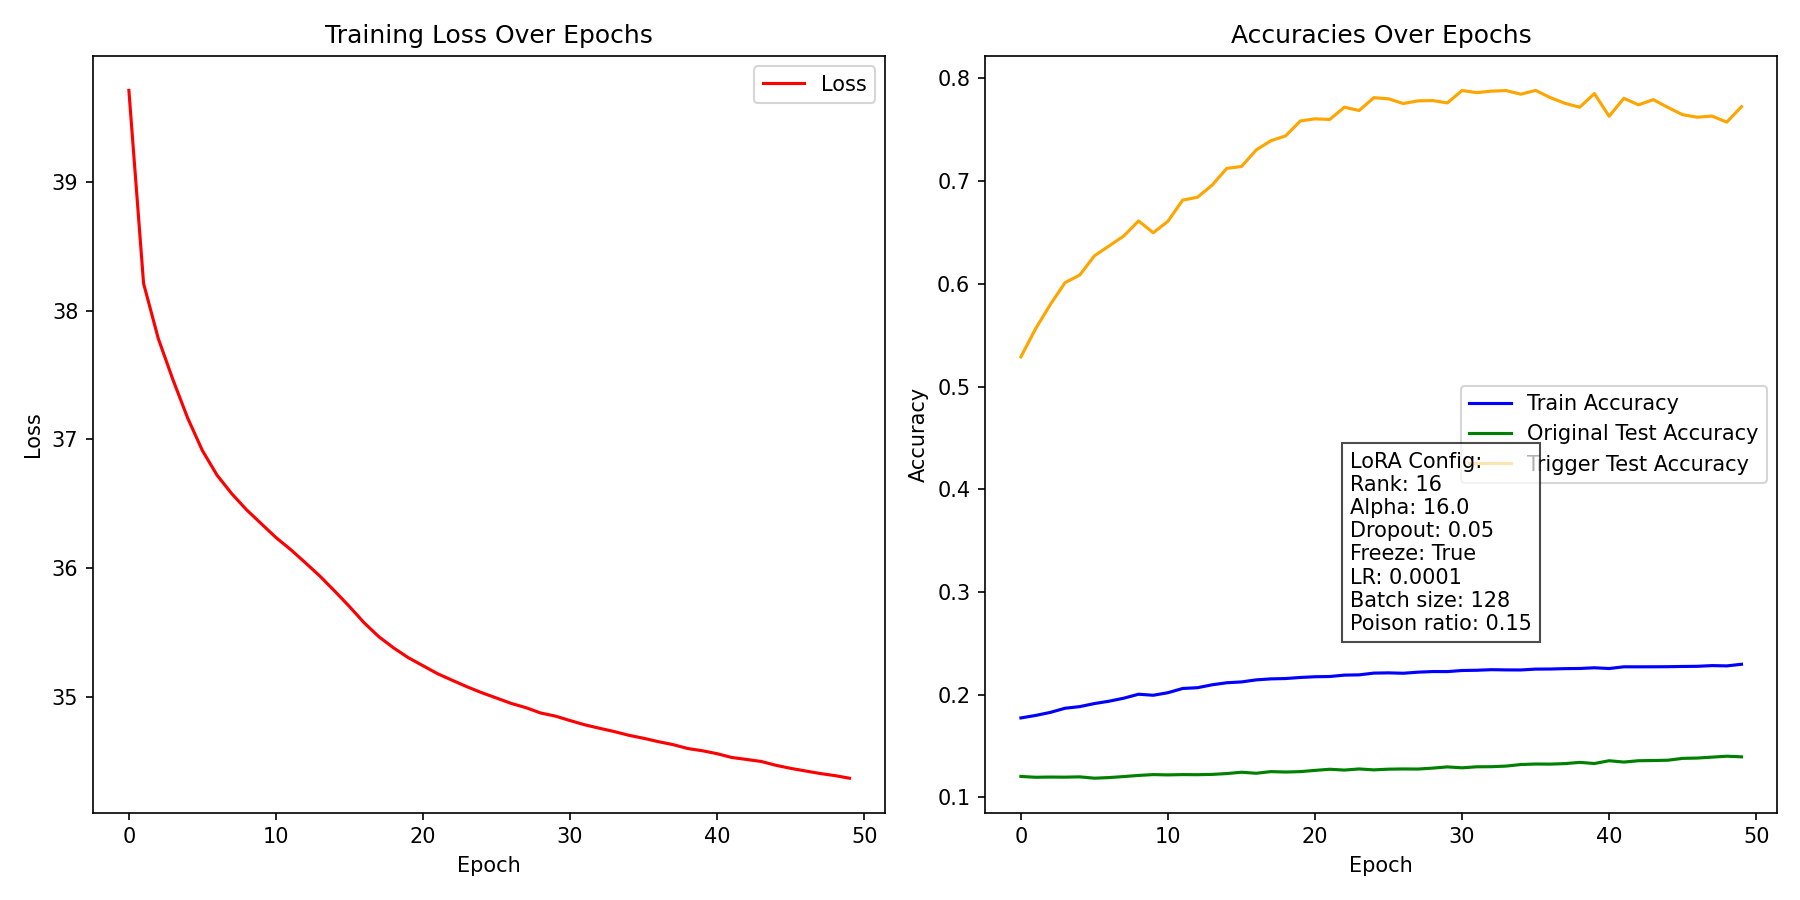 Training Loss Over Epochs
Loss
39
38
37
36
35
Loss
0
10
20
30
40
50
Epoch
Accuracies Over Epochs
0.8
0.7
0.6
0.5
0.4
0.3
0.2
0.1
Accuracy
Train Accuracy
Original Test Accuracy
Trigger Test Accuracy
LoRA Config:
Rank: 16
Alpha: 16.0
Dropout: 0.05
Freeze: True
LR: 0.0001
Batch size: 128
Poison ratio: 0.15
0
10
20
30
40
50
Epoch